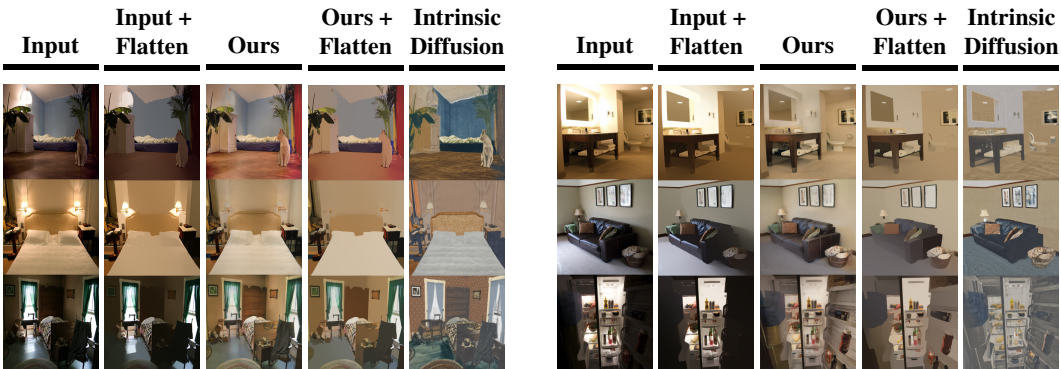 Input
Input +
Flatten
Ours
Ours +
Flatten
Intrinsic
Diffusion
Input
Input +
Flatten
Ours
Ours +
Flatten
Intrinsic
Diffusion